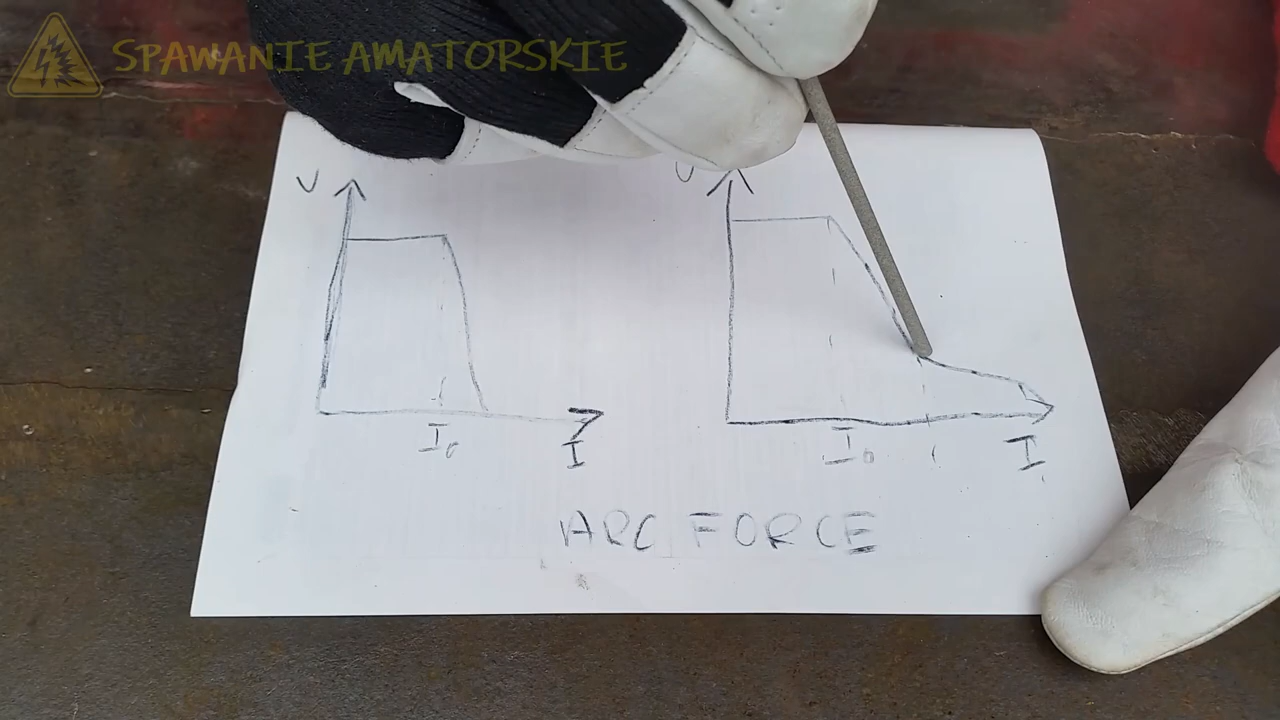 SPAWANIE AMATORSKIE
U
U
I₀
I
I₀
I
ARC FORCE